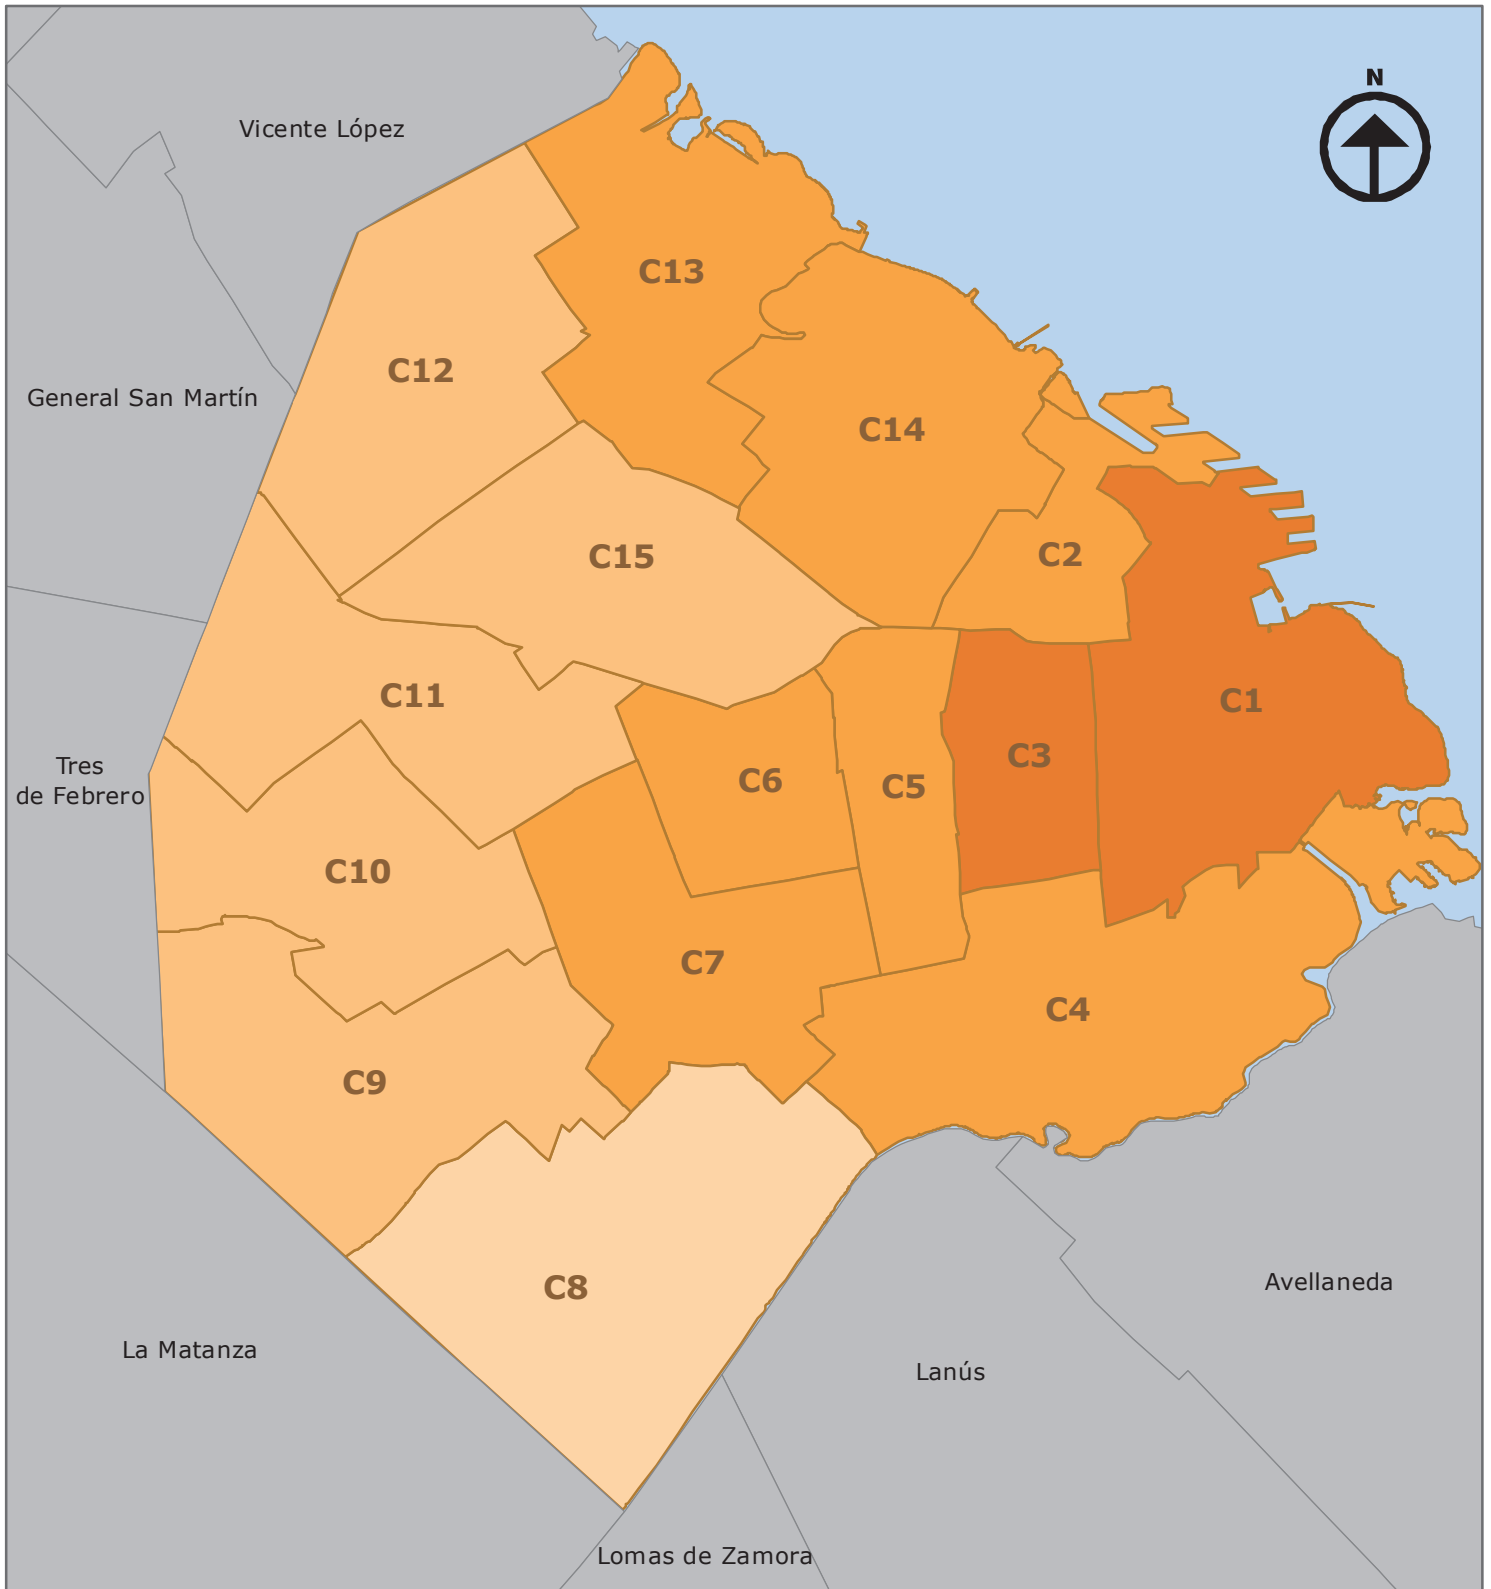 N
Vicente López
C13
C12
General San Martín
C14
C2
C15
C11
C1
C3
Tres
de Febrero
C6
C5
C10
C7
C4
C9
C8
Avellaneda
La Matanza
Lanús
Lomas de Zamora